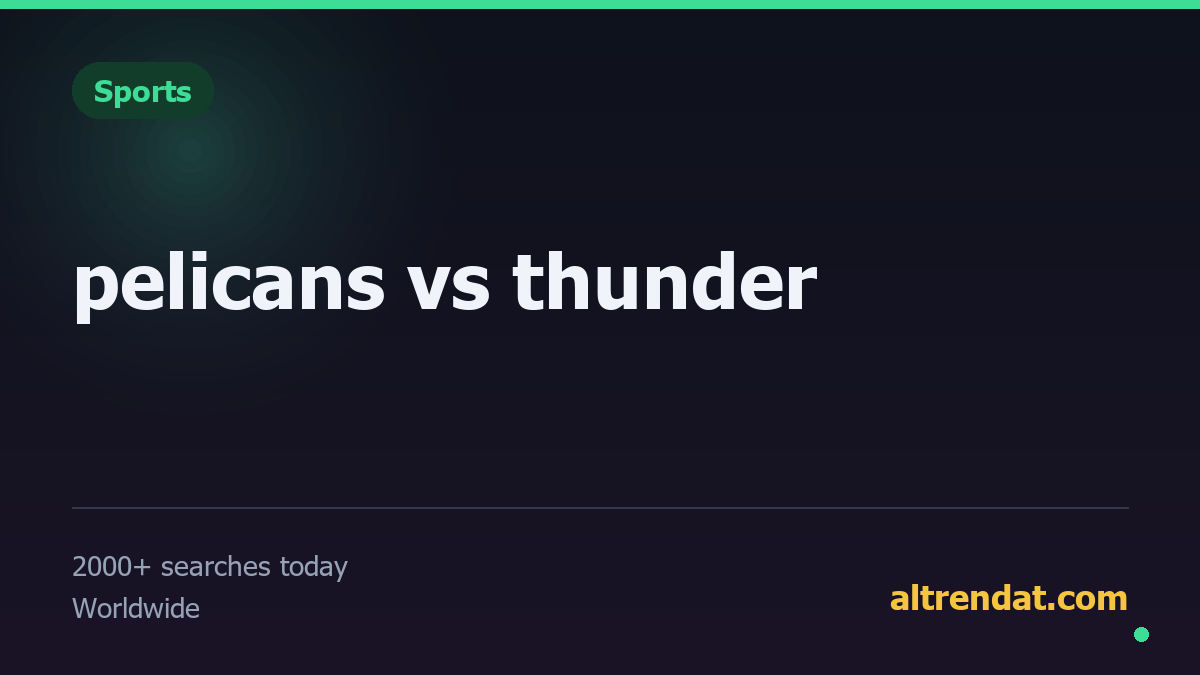 Sports
pelicans vs thunder
2000+ searches today
Worldwide
altrendat.com